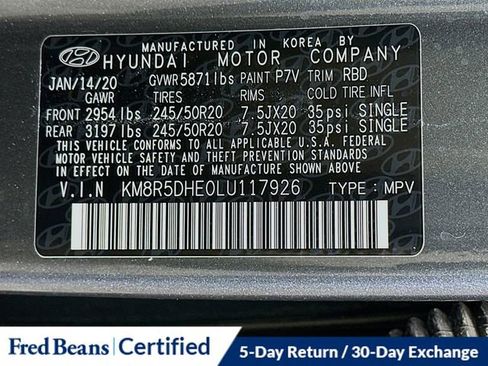 MANUFACTURED IN KOREA BY
HYUNDAI MOTOR COMPANY
JAN/14/20 GVWR 5871 lbs PAINT P7V TRIM RBD
GAWR TIRES RIMS COLD TIRE INFL
FRONT 2954 lbs 245/50R20 7.5JX20 35psi SINGLE
REAR 3197 lbs 245/50R20 7.5JX20 35psi SINGLE
THIS VEHICLE CONFORMS TO ALL APPLICABLE U.S.A. FEDERAL
MOTOR VEHICLE SAFETY, BUMPER, AND THEFT PREVENTION
STANDARDS IN EFFECT ON THE DATE OF MANUFACTURE
SHOWN ABOVE.
V.I.N KM8R5DHE0LU117926 TYPE : MPV
Fred Beans Certified 5-Day Return / 30-Day Exchange